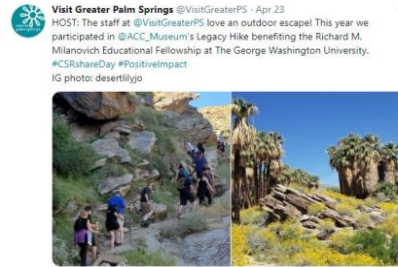 Visit Greater Palm Springs @VisitGreaterPS · Apr 23
HOST: The staff at @VisitGreaterPS love an outdoor escape! This year we
participated in @ACC_Museum's Legacy Hike benefiting the Richard M.
Milanovich Educational Fellowship at The George Washington University.
#CSRshareDay #PositiveImpact
IG photo: desertlilyjo